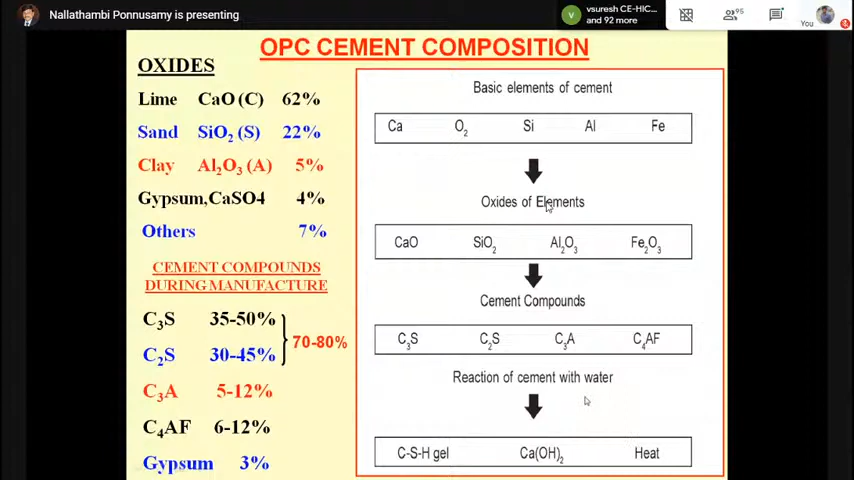 Nallathambi Ponnusamy is presenting
v
vsuresh CE-HIC...
and 92 more
95
You
OPC CEMENT COMPOSITION
OXIDES
Lime CaO (C) 62%
Sand SiO₂ (S) 22%
Clay Al₂O₃ (A) 5%
Gypsum,CaSO4 4%
Others 7%
CEMENT COMPOUNDS
DURING MANUFACTURE
C₃S 35-50%
C₂S 30-45%
70-80%
C₃A 5-12%
C₄AF 6-12%
Gypsum 3%
Basic elements of cement
Ca O₂ Si Al Fe
Oxides of Elements
CaO SiO₂ Al₂O₃ Fe₂O₃
Cement Compounds
C₃S C₂S C₃A C₄AF
Reaction of cement with water
C-S-H gel Ca(OH)₂ Heat